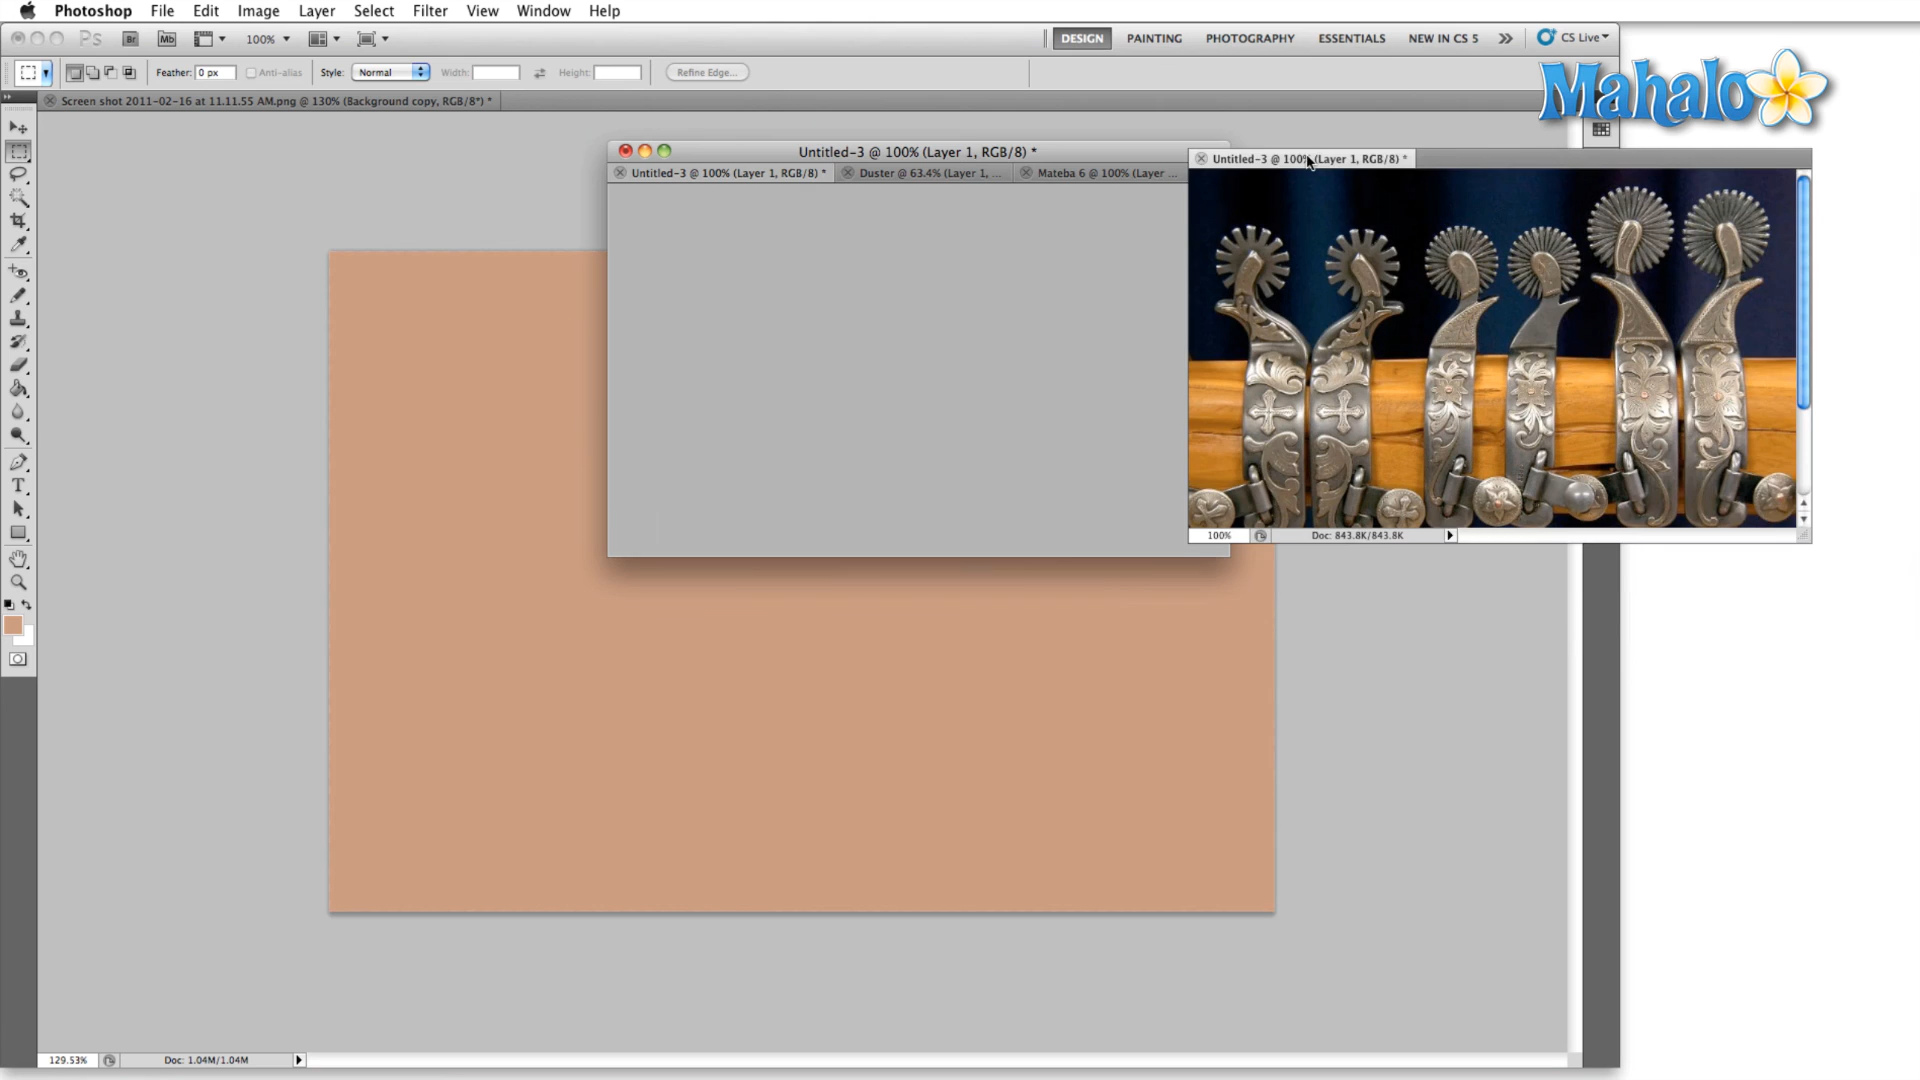 Photoshop File Edit Image Layer Select Filter View Window Help
Ps Br Mb 100% DESIGN PAINTING PHOTOGRAPHY ESSENTIALS NEW IN CS 5 CS Live
Feather: 0 px Anti-alias Style: Normal Width: Height: Refine Edge...
Mahalo
Screen shot 2011-02-16 at 11.11.55 AM.png @ 130% (Background copy, RGB/8*) *
Untitled-3 @ 100% (Layer 1, RGB/8) *
Untitled-3 @ 100% (Layer 1, RGB/8) *
Untitled-3 @ 100% (Layer 1, RGB/8) * Duster @ 63.4% (Layer 1, ... Mateba 6 @ 100% (Layer ...
T
100% Doc: 843.8K/843.8K
129.53% Doc: 1.04M/1.04M